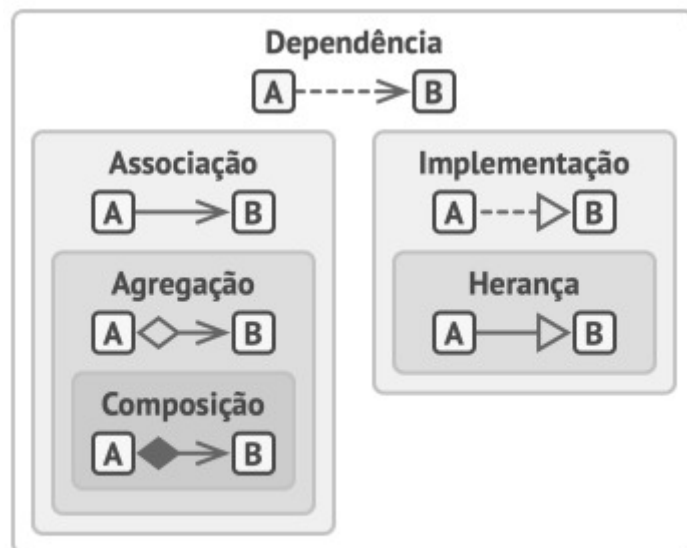 Dependência
A B
Associação
A B
Agregação
A B
Composição
A B
Implementação
A B
Herança
A B